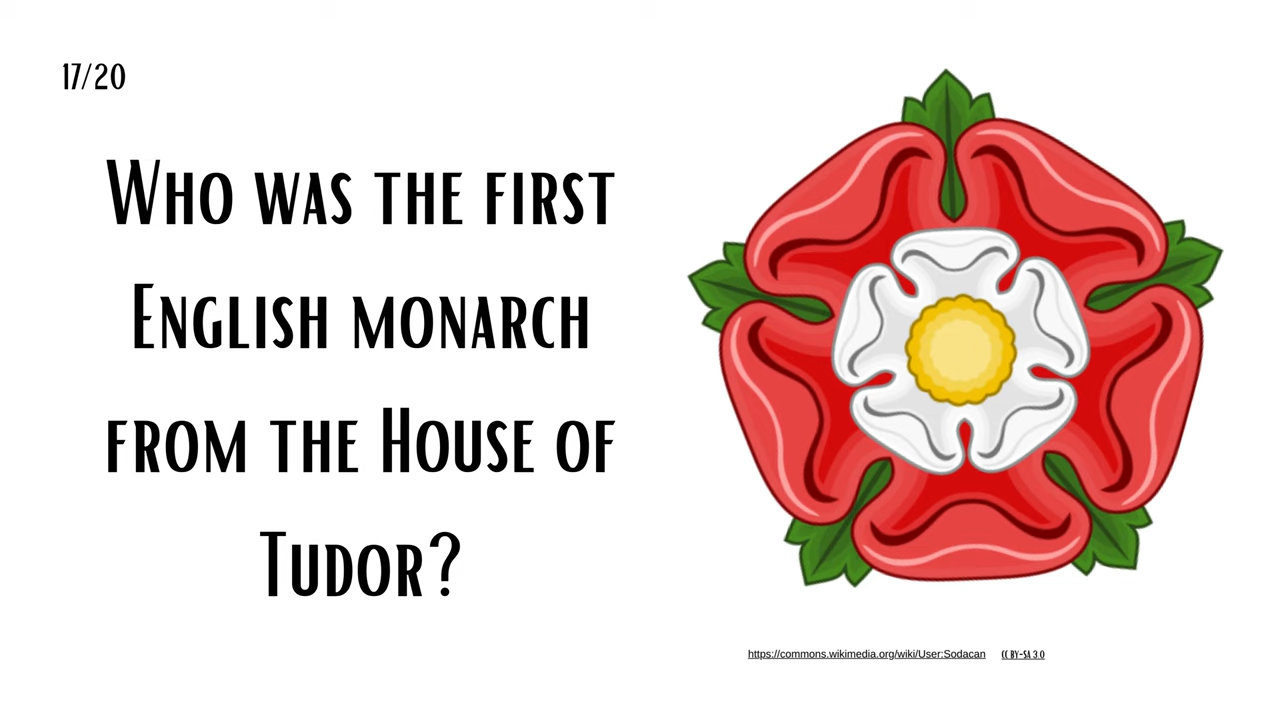 17/20
Who was the first
English monarch
from the House of
Tudor?
https://commons.wikimedia.org/wiki/User:Sodacan CC BY-SA 3.0